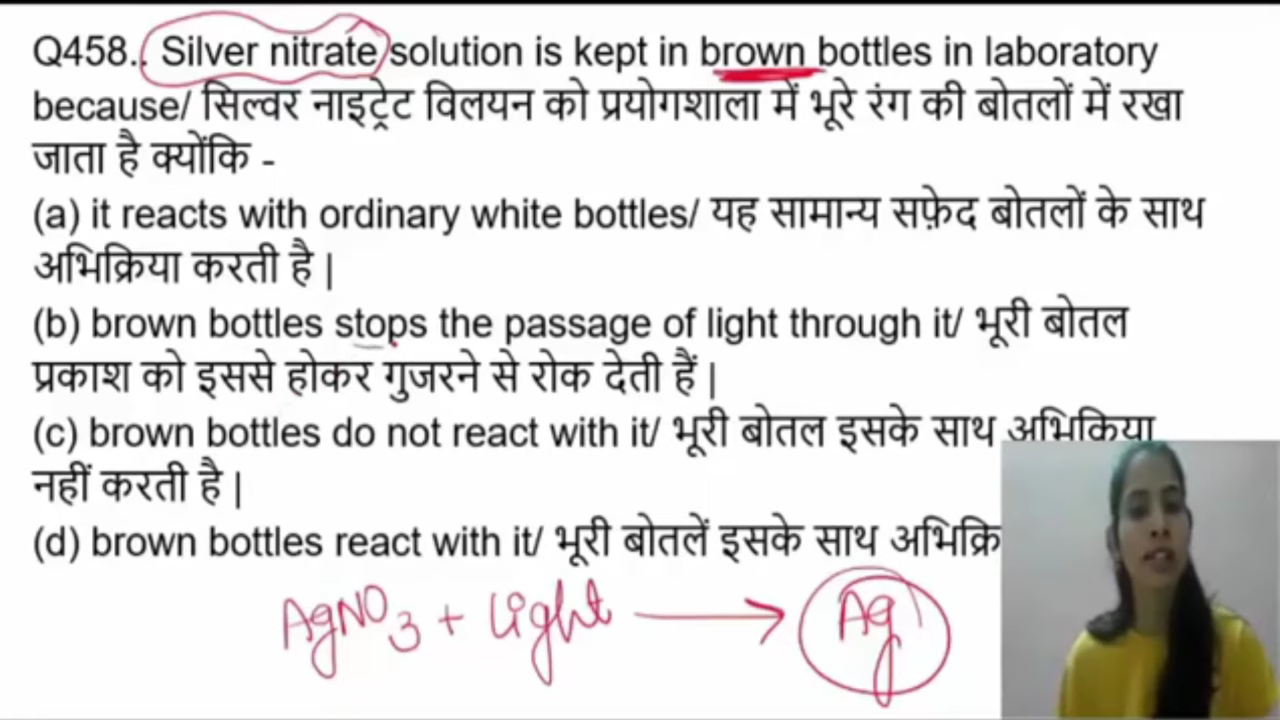 Q458.. Silver nitrate solution is kept in brown bottles in laboratory
because/ सिल्वर नाइट्रेट विलयन को प्रयोगशाला में भूरे रंग की बोतलों में रखा
जाता है क्योंकि -
(a) it reacts with ordinary white bottles/ यह सामान्य सफ़ेद बोतलों के साथ
अभिक्रिया करती है |
(b) brown bottles stops the passage of light through it/ भूरी बोतल
प्रकाश को इससे होकर गुजरने से रोक देती हैं |
(c) brown bottles do not react with it/ भूरी बोतल इसके साथ अभिक्रिया
नहीं करती है |
(d) brown bottles react with it/ भूरी बोतलें इसके साथ अभिक्रि
AgNO3 + light → Ag